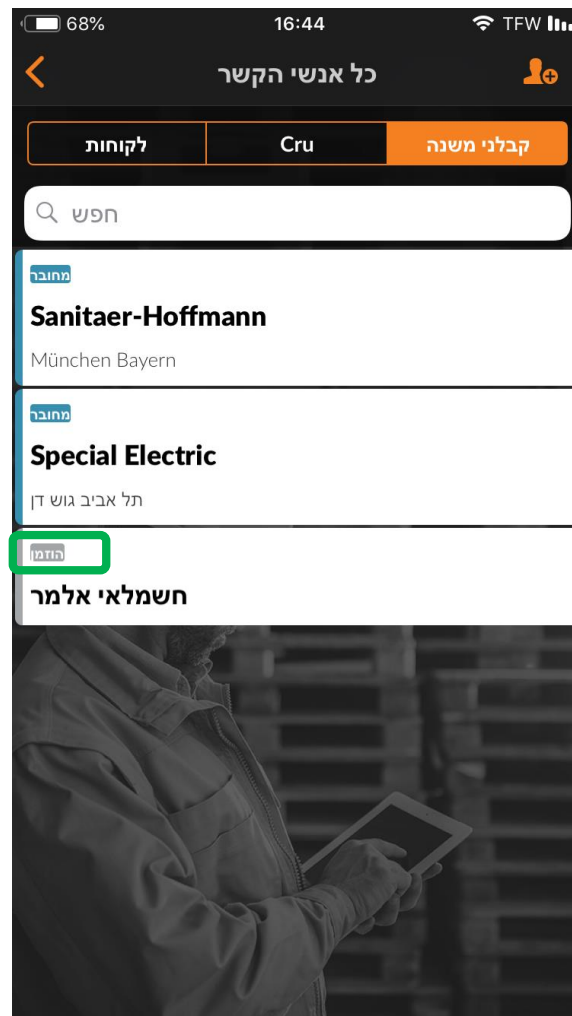 68% 16:44 TFW
כל אנשי הקשר
קבלני משנה Cru לקוחות
חפש
מחובר
Sanitaer-Hoffmann
München Bayern
מחובר
Special Electric
תל אביב גוש דן
הוזמן
חשמלאי אלמר